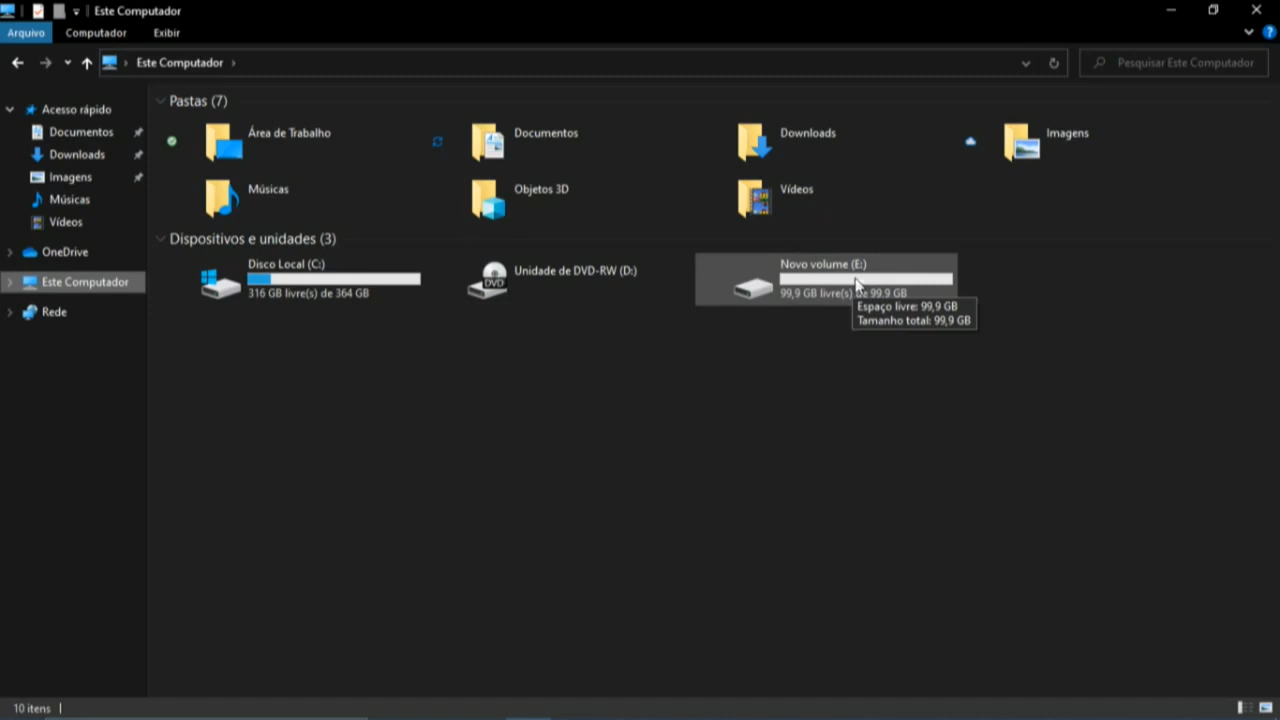 Este Computador
Arquivo Computador Exibir
Este Computador
Pesquisar Este Computador
Acesso rápido
Documentos
Downloads
Imagens
Músicas
Vídeos
OneDrive
Este Computador
Rede
Pastas (7)
Área de Trabalho
Documentos
Downloads
Imagens
Músicas
Objetos 3D
Vídeos
Dispositivos e unidades (3)
Disco Local (C:)
316 GB livre(s) de 364 GB
DVD
Unidade de DVD-RW (D:)
Novo volume (E:)
99,9 GB livre(s) de 99,9 GB
Espaço livre: 99,9 GB
Tamanho total: 99,9 GB
10 itens